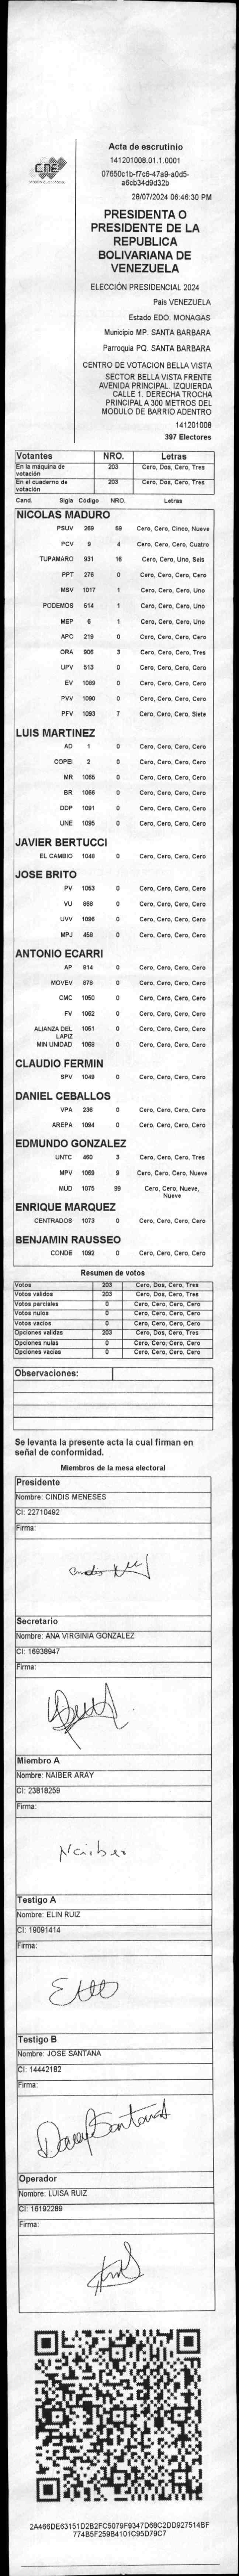 CNE
Acta de escrutinio
141201008.01.1.0001
07650c1b-f7c6-47a9-a0d5-
a6cb34d9d32b
28/07/2024 06:46:30 PM
PRESIDENTA O
PRESIDENTE DE LA
REPUBLICA
BOLIVARIANA DE
VENEZUELA
ELECCIÓN PRESIDENCIAL 2024
Pais VENEZUELA
Estado EDO. MONAGAS
Municipio MP. SANTA BARBARA
Parroquia PQ. SANTA BARBARA
CENTRO DE VOTACION BELLA VISTA
SECTOR BELLA VISTA FRENTE
AVENIDA PRINCIPAL. IZQUIERDA
CALLE 1. DERECHA TROCHA
PRINCIPAL A 300 METROS DEL
MODULO DE BARRIO ADENTRO
141201008
397 Electores
Votantes NRO. Letras
En la máquina de votación 203 Cero, Dos, Cero, Tres
En el cuaderno de votación 203 Cero, Dos, Cero, Tres
Cand. Sigla Código NRO. Letras
NICOLAS MADURO
PSUV 269 59 Cero, Cero, Cinco, Nueve
PCV 9 4 Cero, Cero, Cero, Cuatro
TUPAMARO 931 16 Cero, Cero, Uno, Seis
PPT 276 0 Cero, Cero, Cero, Cero
MSV 1017 1 Cero, Cero, Cero, Uno
PODEMOS 514 1 Cero, Cero, Cero, Uno
MEP 6 1 Cero, Cero, Cero, Uno
APC 219 0 Cero, Cero, Cero, Cero
ORA 906 3 Cero, Cero, Cero, Tres
UPV 513 0 Cero, Cero, Cero, Cero
EV 1089 0 Cero, Cero, Cero, Cero
PVV 1090 0 Cero, Cero, Cero, Cero
PFV 1093 7 Cero, Cero, Cero, Siete
LUIS MARTINEZ
AD 1 0 Cero, Cero, Cero, Cero
COPEI 2 0 Cero, Cero, Cero, Cero
MR 1065 0 Cero, Cero, Cero, Cero
BR 1066 0 Cero, Cero, Cero, Cero
DDP 1091 0 Cero, Cero, Cero, Cero
UNE 1095 0 Cero, Cero, Cero, Cero
JAVIER BERTUCCI
EL CAMBIO 1048 0 Cero, Cero, Cero, Cero
JOSE BRITO
PV 1053 0 Cero, Cero, Cero, Cero
VU 868 0 Cero, Cero, Cero, Cero
UVV 1096 0 Cero, Cero, Cero, Cero
MPJ 458 0 Cero, Cero, Cero, Cero
ANTONIO ECARRI
AP 814 0 Cero, Cero, Cero, Cero
MOVEV 878 0 Cero, Cero, Cero, Cero
CMC 1050 0 Cero, Cero, Cero, Cero
FV 1062 0 Cero, Cero, Cero, Cero
ALIANZA DEL LAPIZ 1051 0 Cero, Cero, Cero, Cero
MIN UNIDAD 1068 0 Cero, Cero, Cero, Cero
CLAUDIO FERMIN
SPV 1049 0 Cero, Cero, Cero, Cero
DANIEL CEBALLOS
VPA 236 0 Cero, Cero, Cero, Cero
AREPA 1094 0 Cero, Cero, Cero, Cero
EDMUNDO GONZALEZ
UNTC 460 3 Cero, Cero, Cero, Tres
MPV 1069 9 Cero, Cero, Cero, Nueve
MUD 1075 99 Cero, Cero, Nueve, Nueve
ENRIQUE MARQUEZ
CENTRADOS 1073 0 Cero, Cero, Cero, Cero
BENJAMIN RAUSSEO
CONDE 1092 0 Cero, Cero, Cero, Cero
Resumen de votos
Votos 203 Cero, Dos, Cero, Tres
Votos validos 203 Cero, Dos, Cero, Tres
Votos parciales 0 Cero, Cero, Cero, Cero
Votos nulos 0 Cero, Cero, Cero, Cero
Votos vacios 0 Cero, Cero, Cero, Cero
Opciones validas 203 Cero, Dos, Cero, Tres
Opciones nulas 0 Cero, Cero, Cero, Cero
Opciones vacias 0 Cero, Cero, Cero, Cero
Observaciones:
Se levanta la presente acta la cual firman en
señal de conformidad.
Miembros de la mesa electoral
Presidente
Nombre: CINDIS MENESES
CI: 22710492
Firma:
Secretario
Nombre: ANA VIRGINIA GONZALEZ
CI: 16938947
Firma:
Miembro A
Nombre: NAIBER ARAY
CI: 23818259
Firma:
Naiber
Testigo A
Nombre: ELIN RUIZ
CI: 19091414
Firma:
Testigo B
Nombre: JOSE SANTANA
CI: 14442182
Firma:
Operador
Nombre: LUISA RUIZ
CI: 16192289
Firma:
2A466DE63151D2B2FC5079F9347D68C2DD927514BF
774B5F259B4101C95D79C7